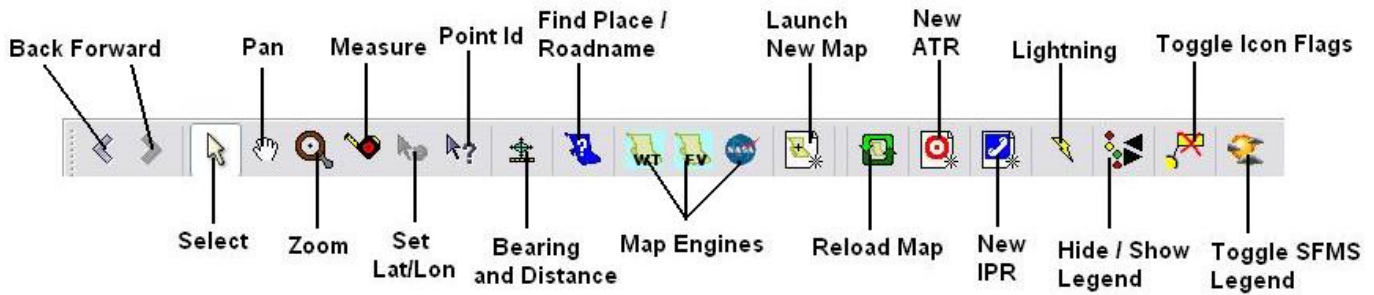 Back Forward
Pan
Measure
Point Id
Find Place /
Roadname
Launch
New Map
New
ATR
Lightning
Toggle Icon Flags
?
?
W.T
F.V
NASA
Select
Zoom
Set
Lat/Lon
Bearing
and Distance
Map Engines
Reload Map
New
IPR
Hide / Show
Legend
Toggle SFMS
Legend